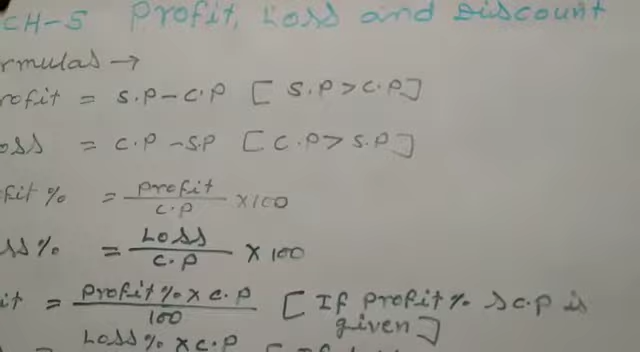 CH-5 Profit, Loss and Discount
ormulas →
rofit = S.P - C.P [ S.P > C.P ]
oss = C.P - S.P [ C.P > S.P ]
fit % = Profit / C.P × 100
ss % = Loss / C.P × 100
it = Profit % × C.P / 100 [ If profit % & C.P is
given ]
Loss % × C.P